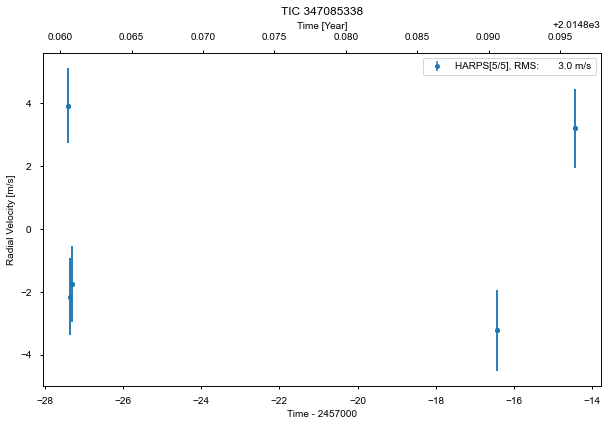 TIC 347085338
Time [Year]
+2.0148e3
0.060 0.065 0.070 0.075 0.080 0.085 0.090 0.095
HARPS[5/5], RMS: 3.0 m/s
Radial Velocity [m/s]
4
2
0
−2
−4
−28 −26 −24 −22 −20 −18 −16 −14
Time - 2457000